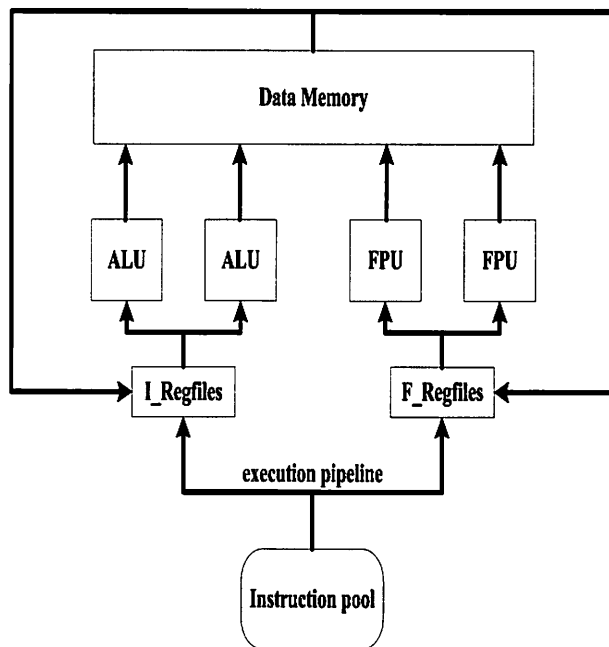 Data Memory
ALU
ALU
FPU
FPU
I_Regfiles
F_Regfiles
execution pipeline
Instruction pool